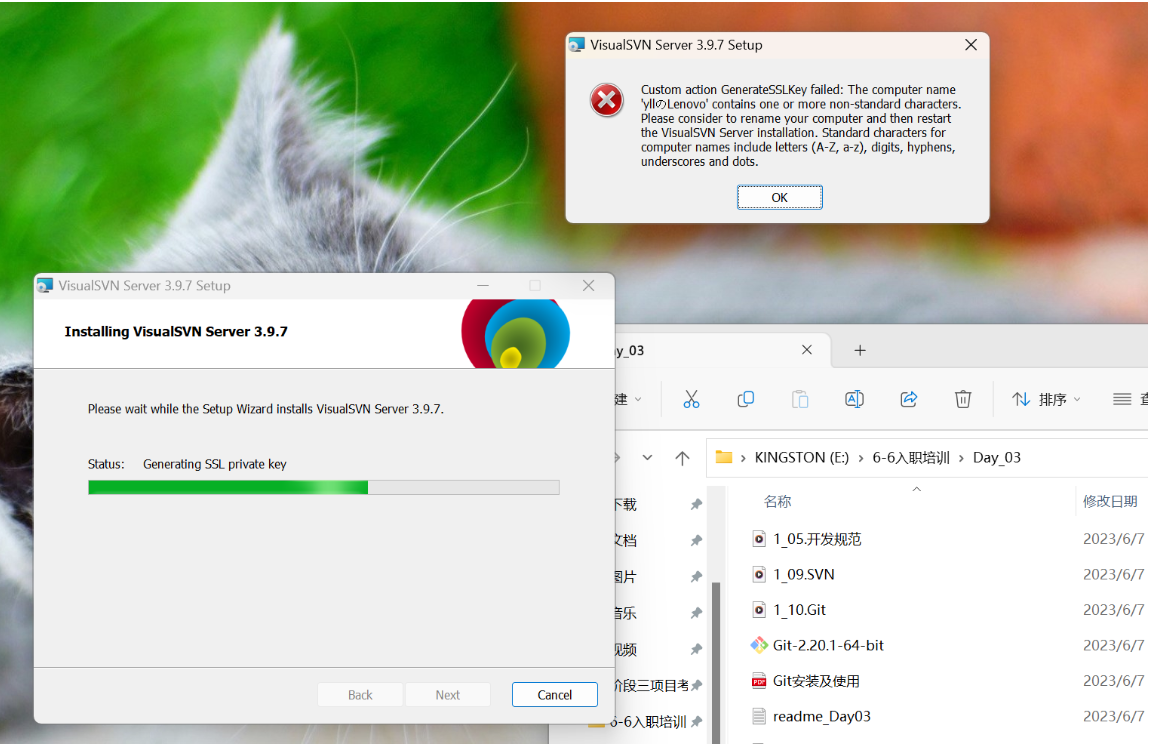 VisualSVN Server 3.9.7 Setup
Custom action GenerateSSLKey failed: The computer name
'yllのLenovo' contains one or more non-standard characters.
Please consider to rename your computer and then restart
the VisualSVN Server installation. Standard characters for
computer names include letters (A-Z, a-z), digits, hyphens,
underscores and dots.
OK
VisualSVN Server 3.9.7 Setup
Installing VisualSVN Server 3.9.7
Please wait while the Setup Wizard installs VisualSVN Server 3.9.7.
Status: Generating SSL private key
Back Next Cancel
y_03
建 排序
KINGSTON (E:) › 6-6入职培训 › Day_03
名称 修改日期
下载
文档
图片
音乐
视频
阶段三项目考
6-6入职培训
1_05.开发规范 2023/6/7
1_09.SVN 2023/6/7
1_10.Git 2023/6/7
Git-2.20.1-64-bit 2023/6/7
PDF Git安装及使用 2023/6/7
readme_Day03 2023/6/7